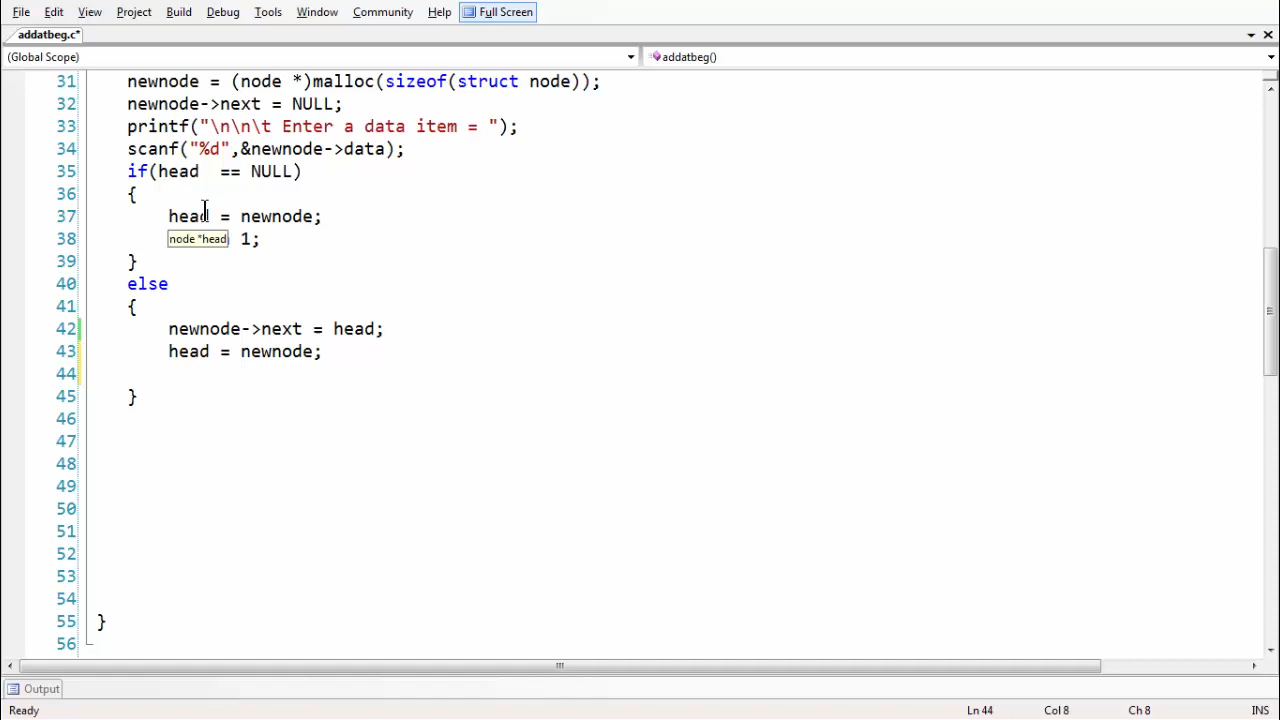 File Edit View Project Build Debug Tools Window Community Help Full Screen
addatbeg.c*
(Global Scope) addatbeg()
31 newnode = (node *)malloc(sizeof(struct node));
32 newnode->next = NULL;
33 printf("\n\n\t Enter a data item = ");
34 scanf("%d",&newnode->data);
35 if(head  == NULL)
36 {
37 head = newnode;
38 1;
node *head
39 }
40 else
41 {
42 newnode->next = head;
43 head = newnode;
44
45 }
46
47
48
49
50
51
52
53
54
55 }
56
Output
Ready Ln 44 Col 8 Ch 8 INS